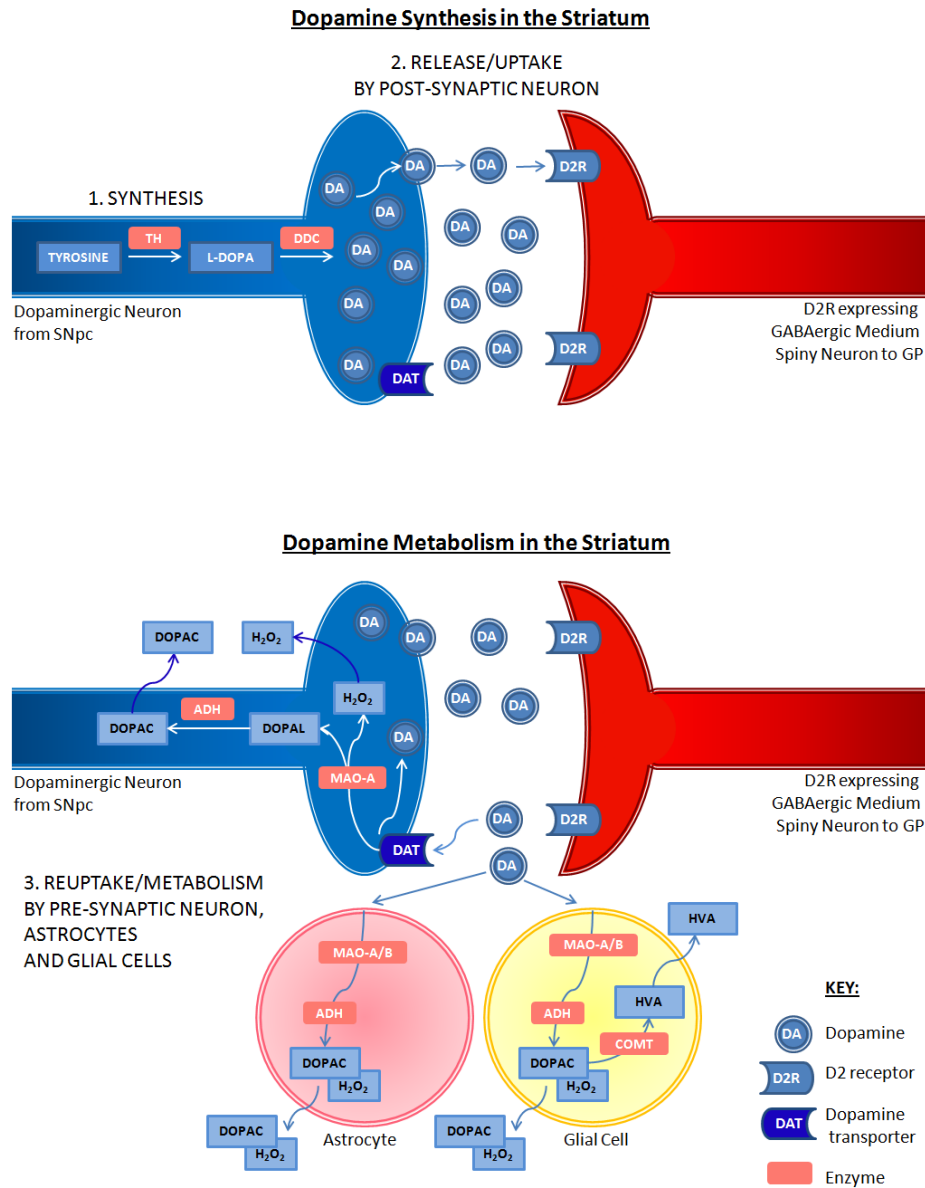 Dopamine Synthesis in the Striatum
2. RELEASE/UPTAKE
BY POST-SYNAPTIC NEURON
DA
DA
DA
D2R
1. SYNTHESIS
DA
DA
DA
TH
DDC
TYROSINE
L-DOPA
DA
DA
DA
DA
DA
Dopaminergic Neuron
from SNpc
D2R expressing
GABAergic Medium
Spiny Neuron to GP
DA
D2R
DA
DA
DAT
Dopamine Metabolism in the Striatum
DOPAC
H₂O₂
DA
DA
DA
D2R
H₂O₂
DA
DA
ADH
DOPAC
DOPAL
DA
MAO-A
Dopaminergic Neuron
from SNpc
D2R expressing
GABAergic Medium
Spiny Neuron to GP
DA
D2R
DAT
DA
3. REUPTAKE/METABOLISM
BY PRE-SYNAPTIC NEURON,
ASTROCYTES
AND GLIAL CELLS
MAO-A/B
MAO-A/B
HVA
ADH
ADH
HVA
COMT
DOPAC
H₂O₂
DOPAC
H₂O₂
DOPAC
H₂O₂
Astrocyte
DOPAC
H₂O₂
Glial Cell
KEY:
DA
Dopamine
D2R
D2 receptor
DAT
Dopamine
transporter
Enzyme